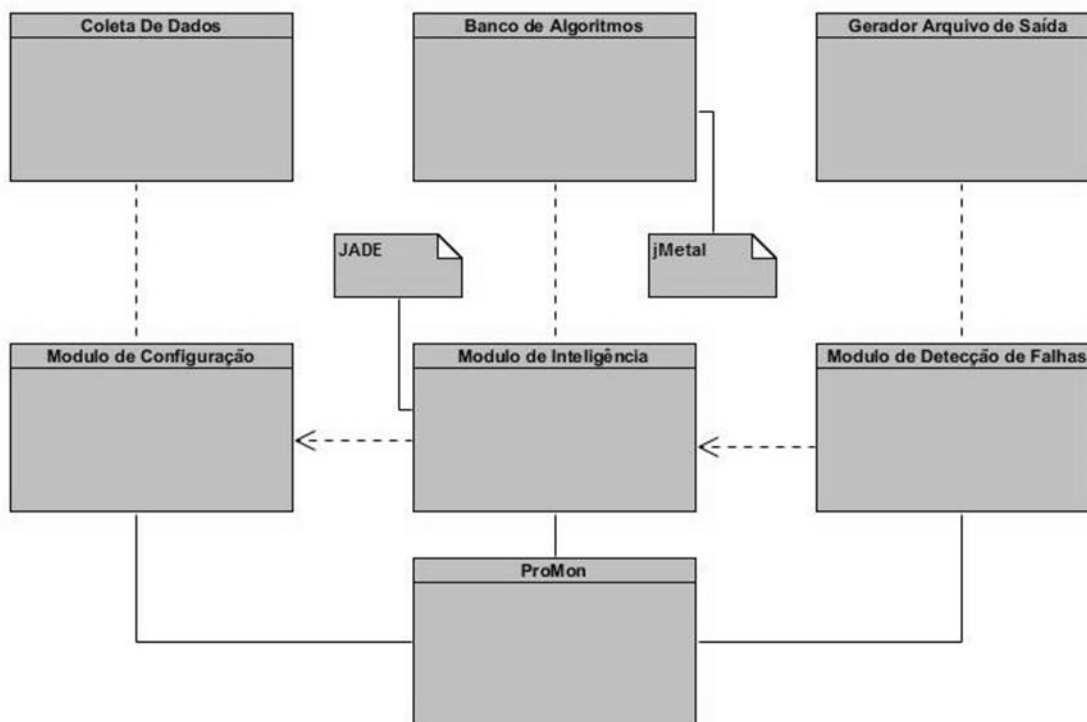 Coleta De Dados
Banco de Algoritmos
Gerador Arquivo de Saída
JADE
jMetal
Modulo de Configuração
Modulo de Inteligência
Modulo de Detecção de Falhas
ProMon